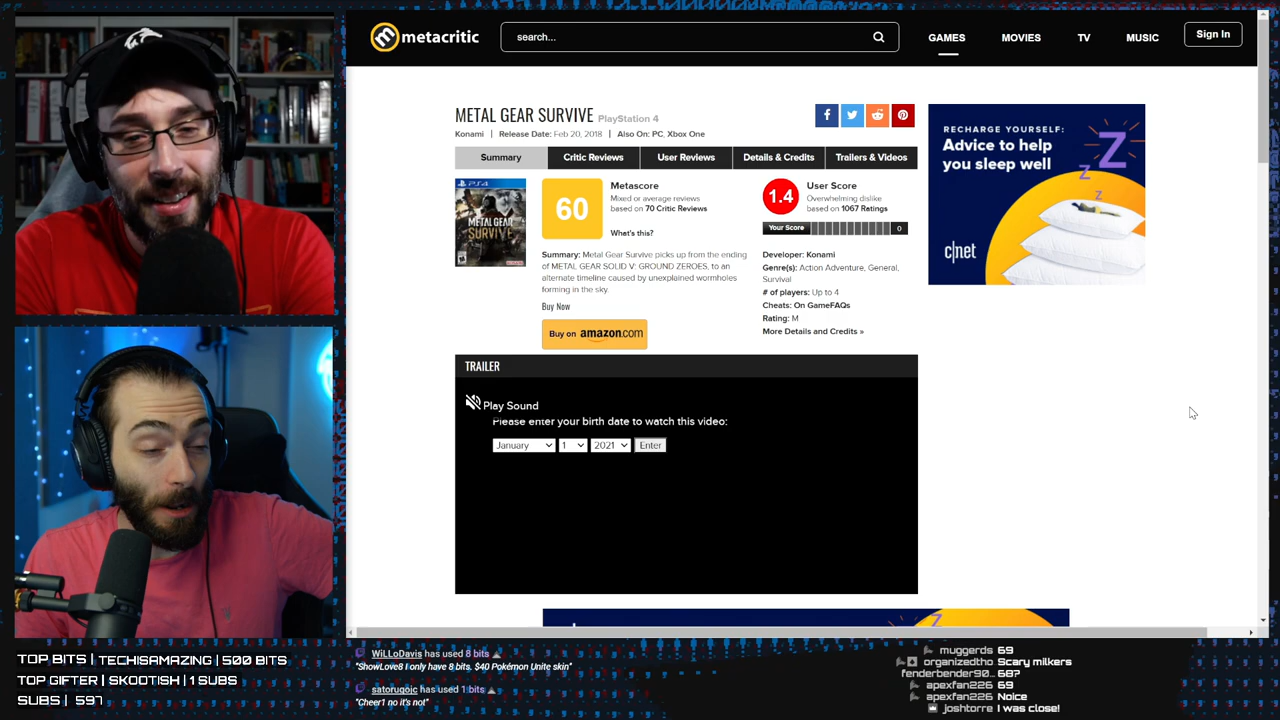 metacritic
search...
GAMES
MOVIES
TV
MUSIC
Sign In
METAL GEAR SURVIVE PlayStation 4
Konami | Release Date: Feb 20, 2018 | Also On: PC, Xbox One
Summary
Critic Reviews
User Reviews
Details & Credits
Trailers & Videos
PS4
METAL GEAR
SURVIVE
60
Metascore
Mixed or average reviews
based on 70 Critic Reviews
What's this?
1.4
User Score
Overwhelming dislike
based on 1067 Ratings
Your Score
0
Summary: Metal Gear Survive picks up from the ending
of METAL GEAR SOLID V: GROUND ZEROES, to an
alternate timeline caused by unexplained wormholes
forming in the sky.
Buy Now
Buy on amazon.com
Developer: Konami
Genre(s): Action Adventure, General,
Survival
# of players: Up to 4
Cheats: On GameFAQs
Rating: M
More Details and Credits »
RECHARGE YOURSELF:
Advice to help
you sleep well
Z
Z
Z
c|net
TRAILER
Play Sound
Please enter your birth date to watch this video:
January 1 2021 Enter
TOP BITS | TECHISAMAZING | 500 BITS
TOP GIFTER | SKOOTISH | 1 SUBS
SUBS | 597
WiLLoDavis has used 8 bits
"ShowLove8 I only have 8 bits. $40 Pokémon Unite skin"
satoruqoic has used 1 bits
"Cheer1 no it's not"
muggerds 69
organizedtho Scary milkers
fenderbender90... 68?
apexfan226 69
apexfan226 Noice
joshtorre I was close!